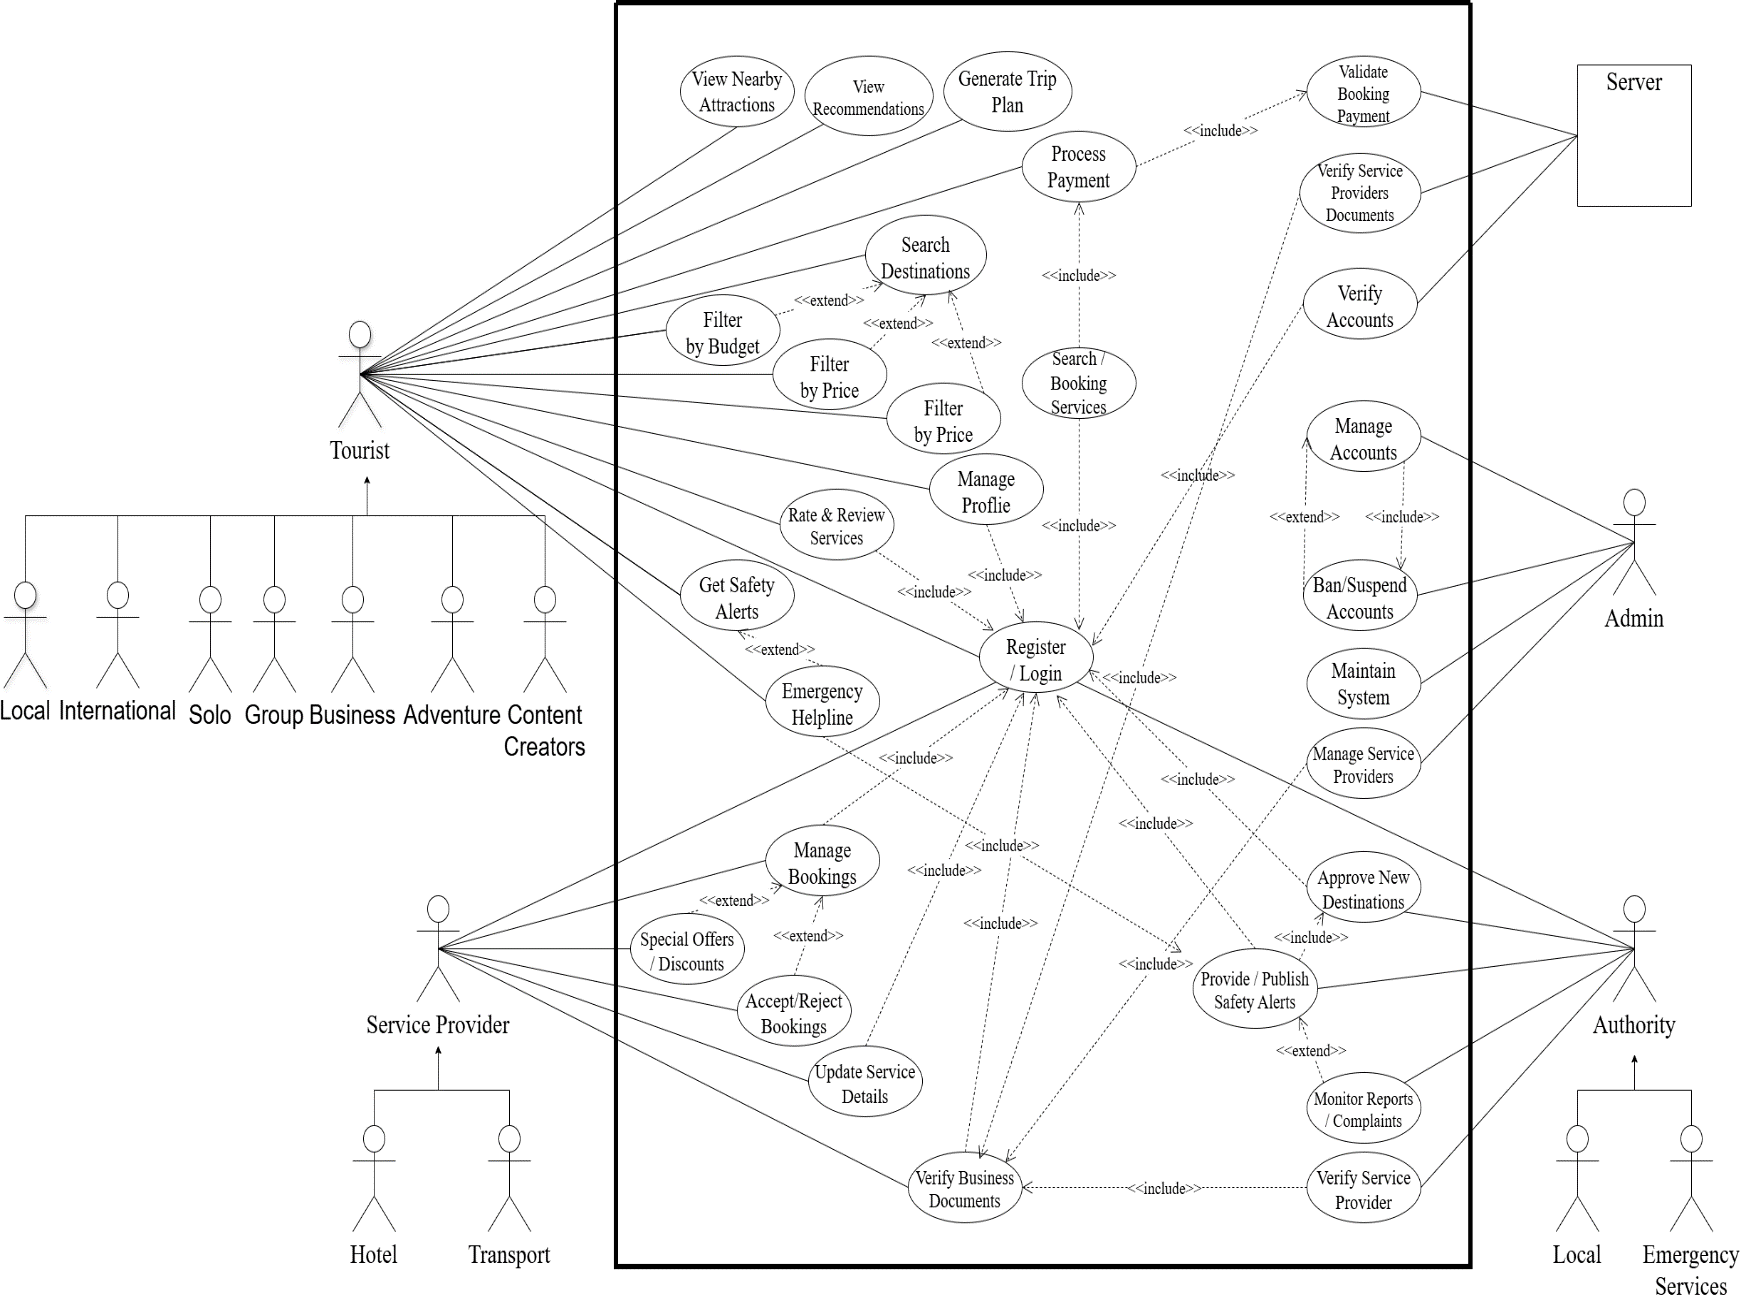 View Nearby
Attractions
View
Recommendations
Generate Trip
Plan
Validate
Booking
Payment
Server
<<include>>
Process
Payment
Verify Service
Providers
Documents
Search
Destinations
<<include>>
<<extend>>
Verify
Accounts
Filter
by Budget
<<extend>>
<<extend>>
Filter
by Price
Search /
Booking
Services
Filter
by Price
Manage
Accounts
Tourist
<<include>>
Manage
Proflie
Rate & Review
Services
<<include>>
<<extend>>
<<include>>
Get Safety
Alerts
<<include>>
<<include>>
Ban/Suspend
Accounts
Admin
<<extend>>
Register
/ Login
<<include>>
Maintain
System
Emergency
Helpline
Local
International
Solo
Group
Business
Adventure
Content
Creators
<<include>>
<<include>>
Manage Service
Providers
<<include>>
Manage
Bookings
<<include>>
<<include>>
Approve New
Destinations
<<extend>>
<<include>>
<<extend>>
<<include>>
Special Offers
/ Discounts
<<include>>
Provide / Publish
Safety Alerts
Accept/Reject
Bookings
Service Provider
Authority
<<extend>>
Update Service
Details
Monitor Reports
/ Complaints
Verify Business
Documents
<<include>>
Verify Service
Provider
Hotel
Transport
Local
Emergency
Services